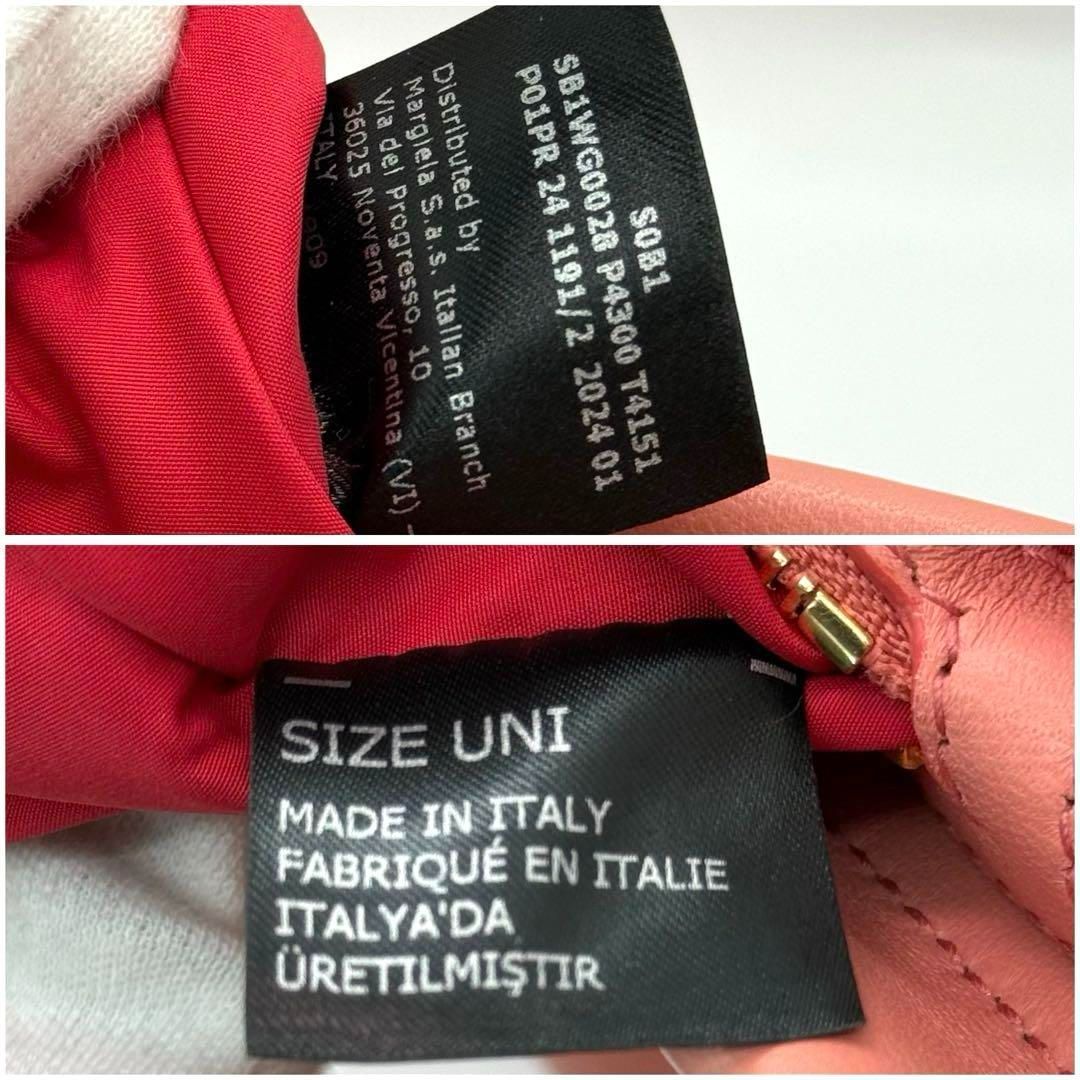 S0B1
SB1WG0028 P4300 T4151
P01PR 24 1191/2 2024 01
Distributed by
Margiela S.a.s. Italian Branch
Via del Progresso, 10
36025 Noventa Vicentina (VI) -
ITALY
SIZE UNI
MADE IN ITALY
FABRIQUÉ EN ITALIE
ITALYA'DA
ÜRETILMIŞTIR